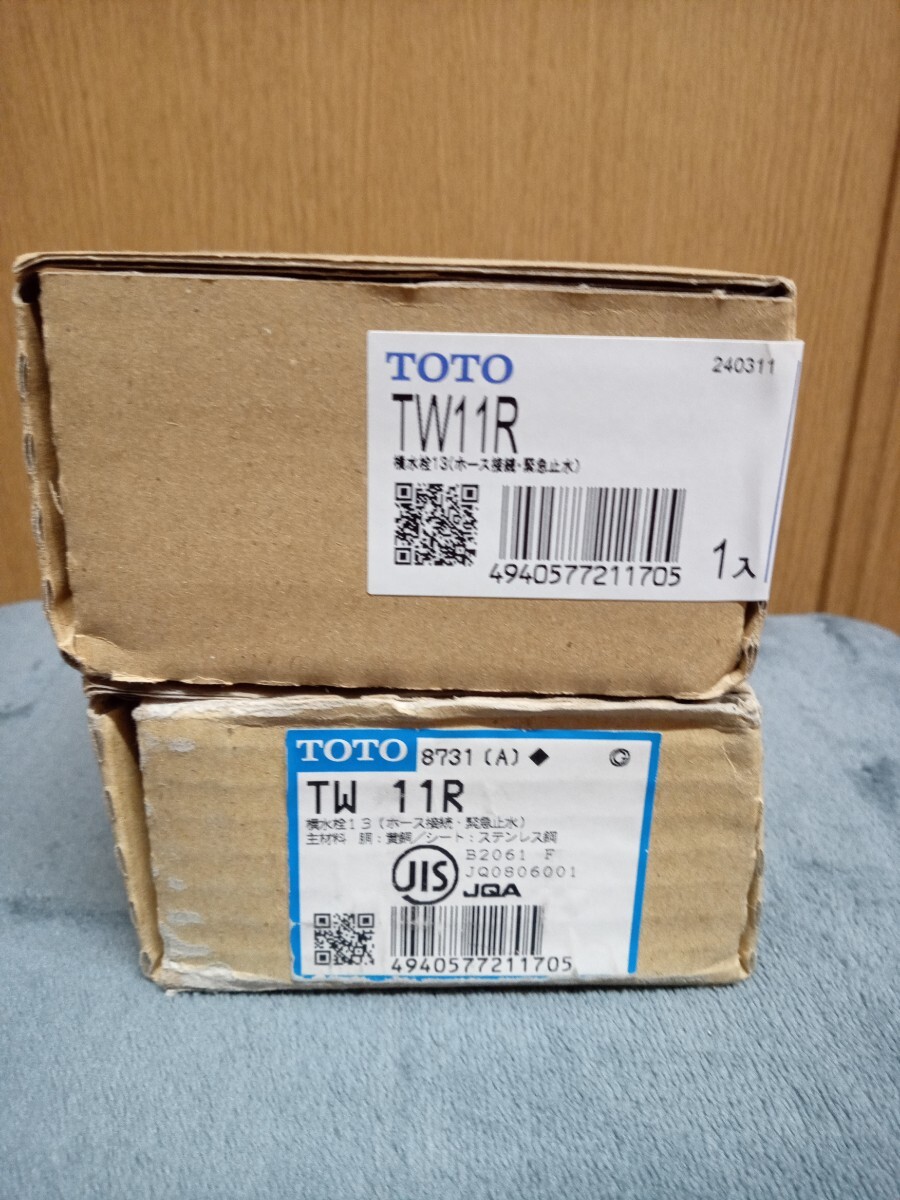 TOTO
240311
TW11R
横水栓13(ホース接続・緊急止水)
4940577211705
1入
TOTO 8731 (A) ◆ G
TW 11R
横水栓13(ホース接続・緊急止水)
主材料 胴:黄銅/シート:ステンレス鋼
JIS B2061 F
JQ0806001
JQA
4940577211705